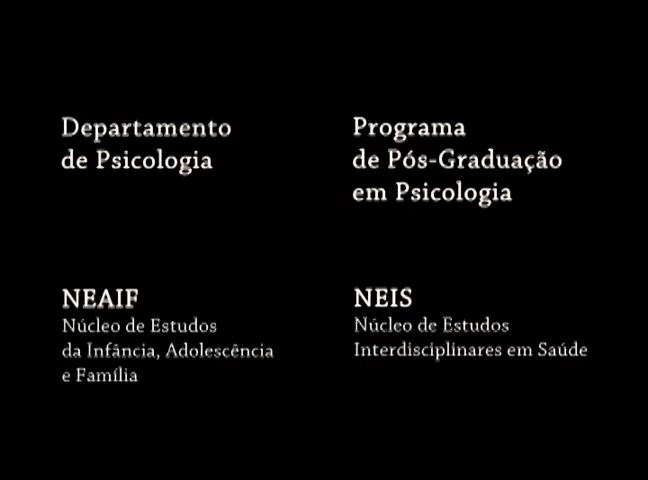 Departamento
de Psicologia
Programa
de Pós-Graduação
em Psicologia
NEAIF
Núcleo de Estudos
da Infância, Adolescência
e Família
NEIS
Núcleo de Estudos
Interdisciplinares em Saúde